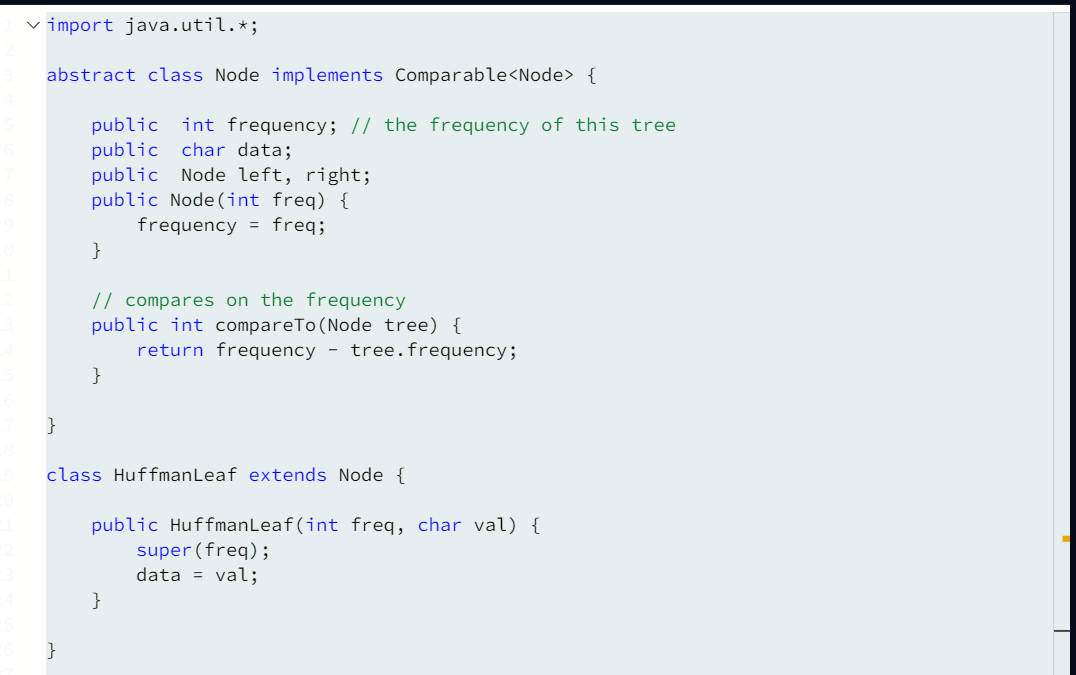 import java.util.*;
abstract class Node implements Comparable<Node> {
public  int frequency; // the frequency of this tree
public  char data;
public  Node left, right;
public Node(int freq) {
frequency = freq;
}
// compares on the frequency
public int compareTo(Node tree) {
return frequency - tree.frequency;
}
}
class HuffmanLeaf extends Node {
public HuffmanLeaf(int freq, char val) {
super(freq);
data = val;
}
}